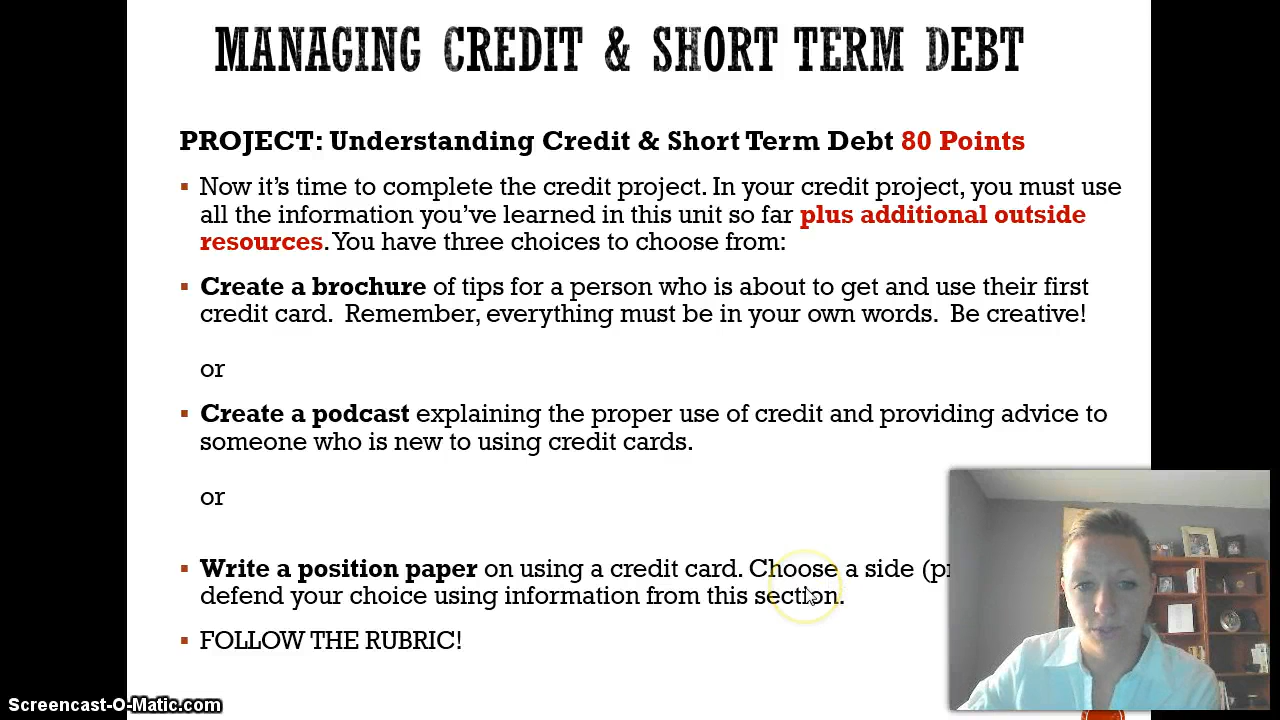 MANAGING CREDIT & SHORT TERM DEBT
PROJECT: Understanding Credit & Short Term Debt 80 Points
Now it's time to complete the credit project. In your credit project, you must use
all the information you've learned in this unit so far plus additional outside
resources. You have three choices to choose from:
Create a brochure of tips for a person who is about to get and use their first
credit card. Remember, everything must be in your own words. Be creative!
or
Create a podcast explaining the proper use of credit and providing advice to
someone who is new to using credit cards.
or
Write a position paper on using a credit card. Choose a side
defend your choice using information from this section.
FOLLOW THE RUBRIC!
Screencast-O-Matic.com